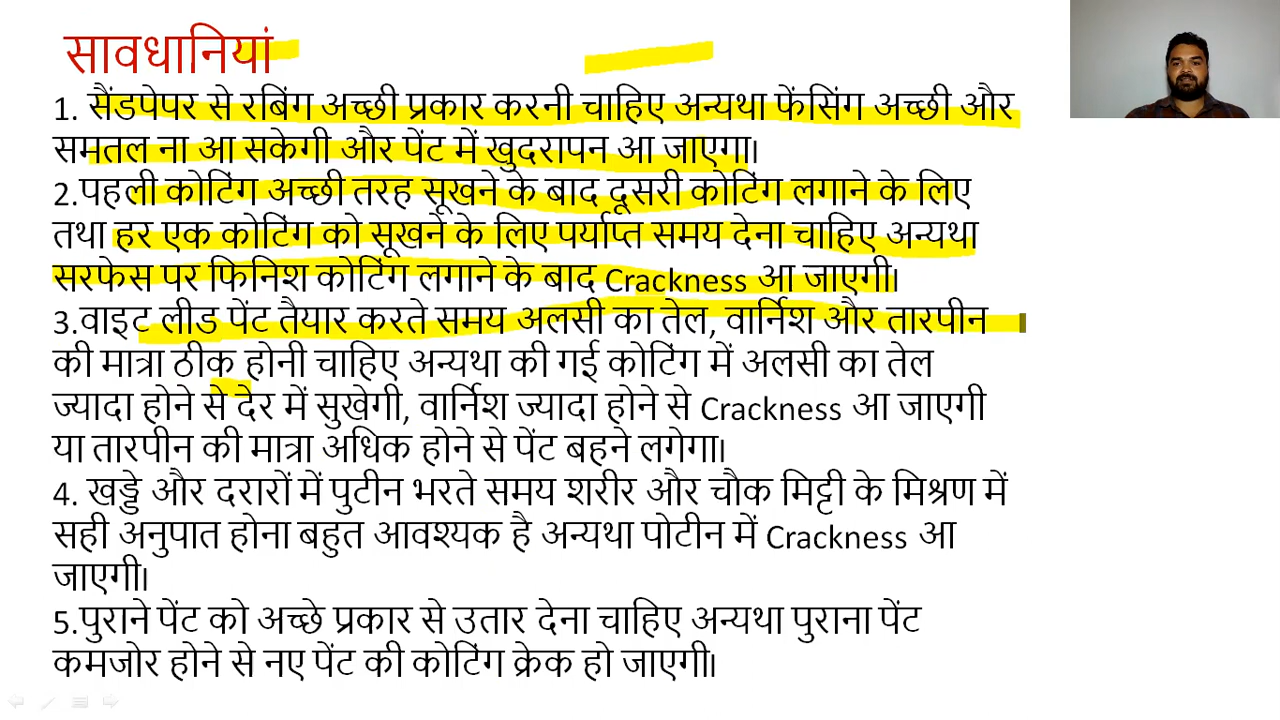 सावधानियां
1. सैंडपेपर से रबिंग अच्छी प्रकार करनी चाहिए अन्यथा फेंसिंग अच्छी और
समतल ना आ सकेगी और पेंट में खुदरापन आ जाएगा।
2.पहली कोटिंग अच्छी तरह सूखने के बाद दूसरी कोटिंग लगाने के लिए
तथा हर एक कोटिंग को सूखने के लिए पर्याप्त समय देना चाहिए अन्यथा
सरफेस पर फिनिश कोटिंग लगाने के बाद Crackness आ जाएगी।
3.वाइट लीड पेंट तैयार करते समय अलसी का तेल, वार्निश और तारपीन
की मात्रा ठीक होनी चाहिए अन्यथा की गई कोटिंग में अलसी का तेल
ज्यादा होने से देर में सुखेगी, वार्निश ज्यादा होने से Crackness आ जाएगी
या तारपीन की मात्रा अधिक होने से पेंट बहने लगेगा।
4. खड्डे और दरारों में पुटीन भरते समय शरीर और चौक मिट्टी के मिश्रण में
सही अनुपात होना बहुत आवश्यक है अन्यथा पोटीन में Crackness आ
जाएगी।
5.पुराने पेंट को अच्छे प्रकार से उतार देना चाहिए अन्यथा पुराना पेंट
कमजोर होने से नए पेंट की कोटिंग क्रेक हो जाएगी।